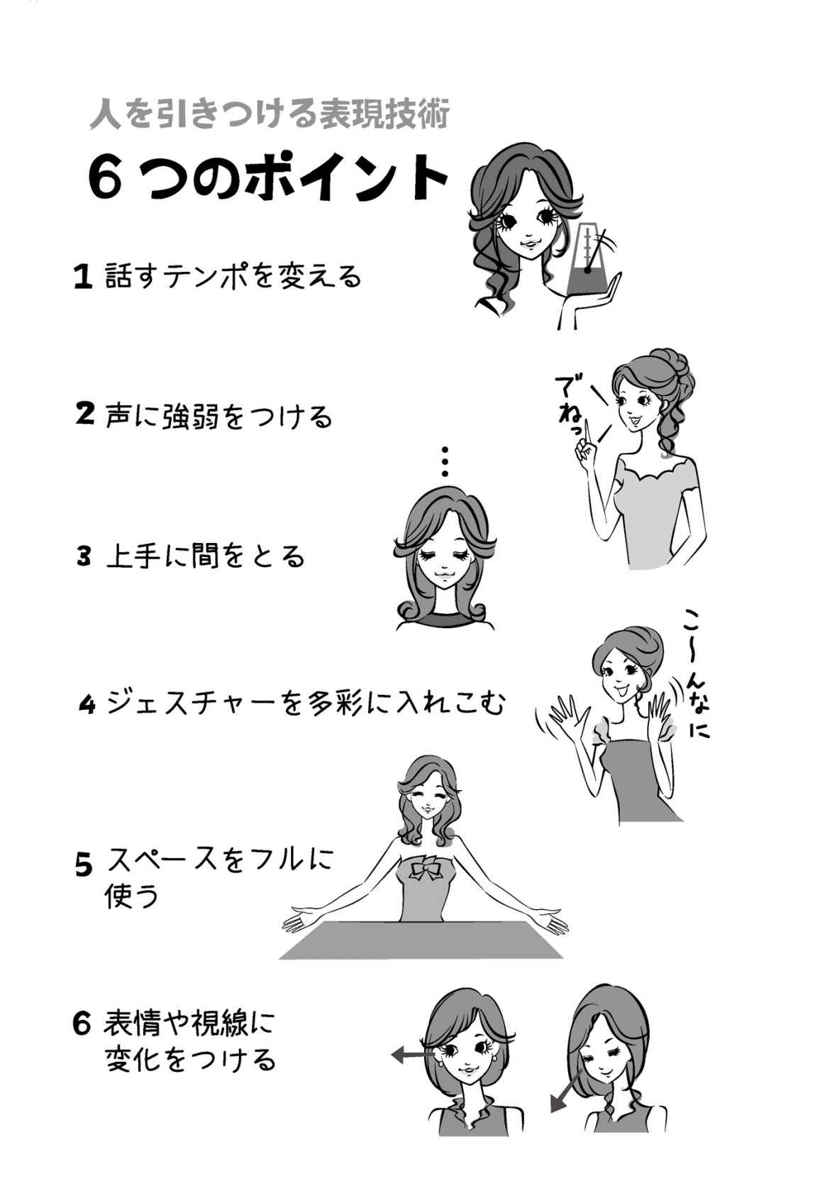 人を引きつける表現技術
6つのポイント
1 話すテンポを変える
2 声に強弱をつける
でねっ
…
3 上手に間をとる
4 ジェスチャーを多彩に入れこむ
こ〜んなに
5 スペースをフルに
使う
6 表情や視線に
変化をつける